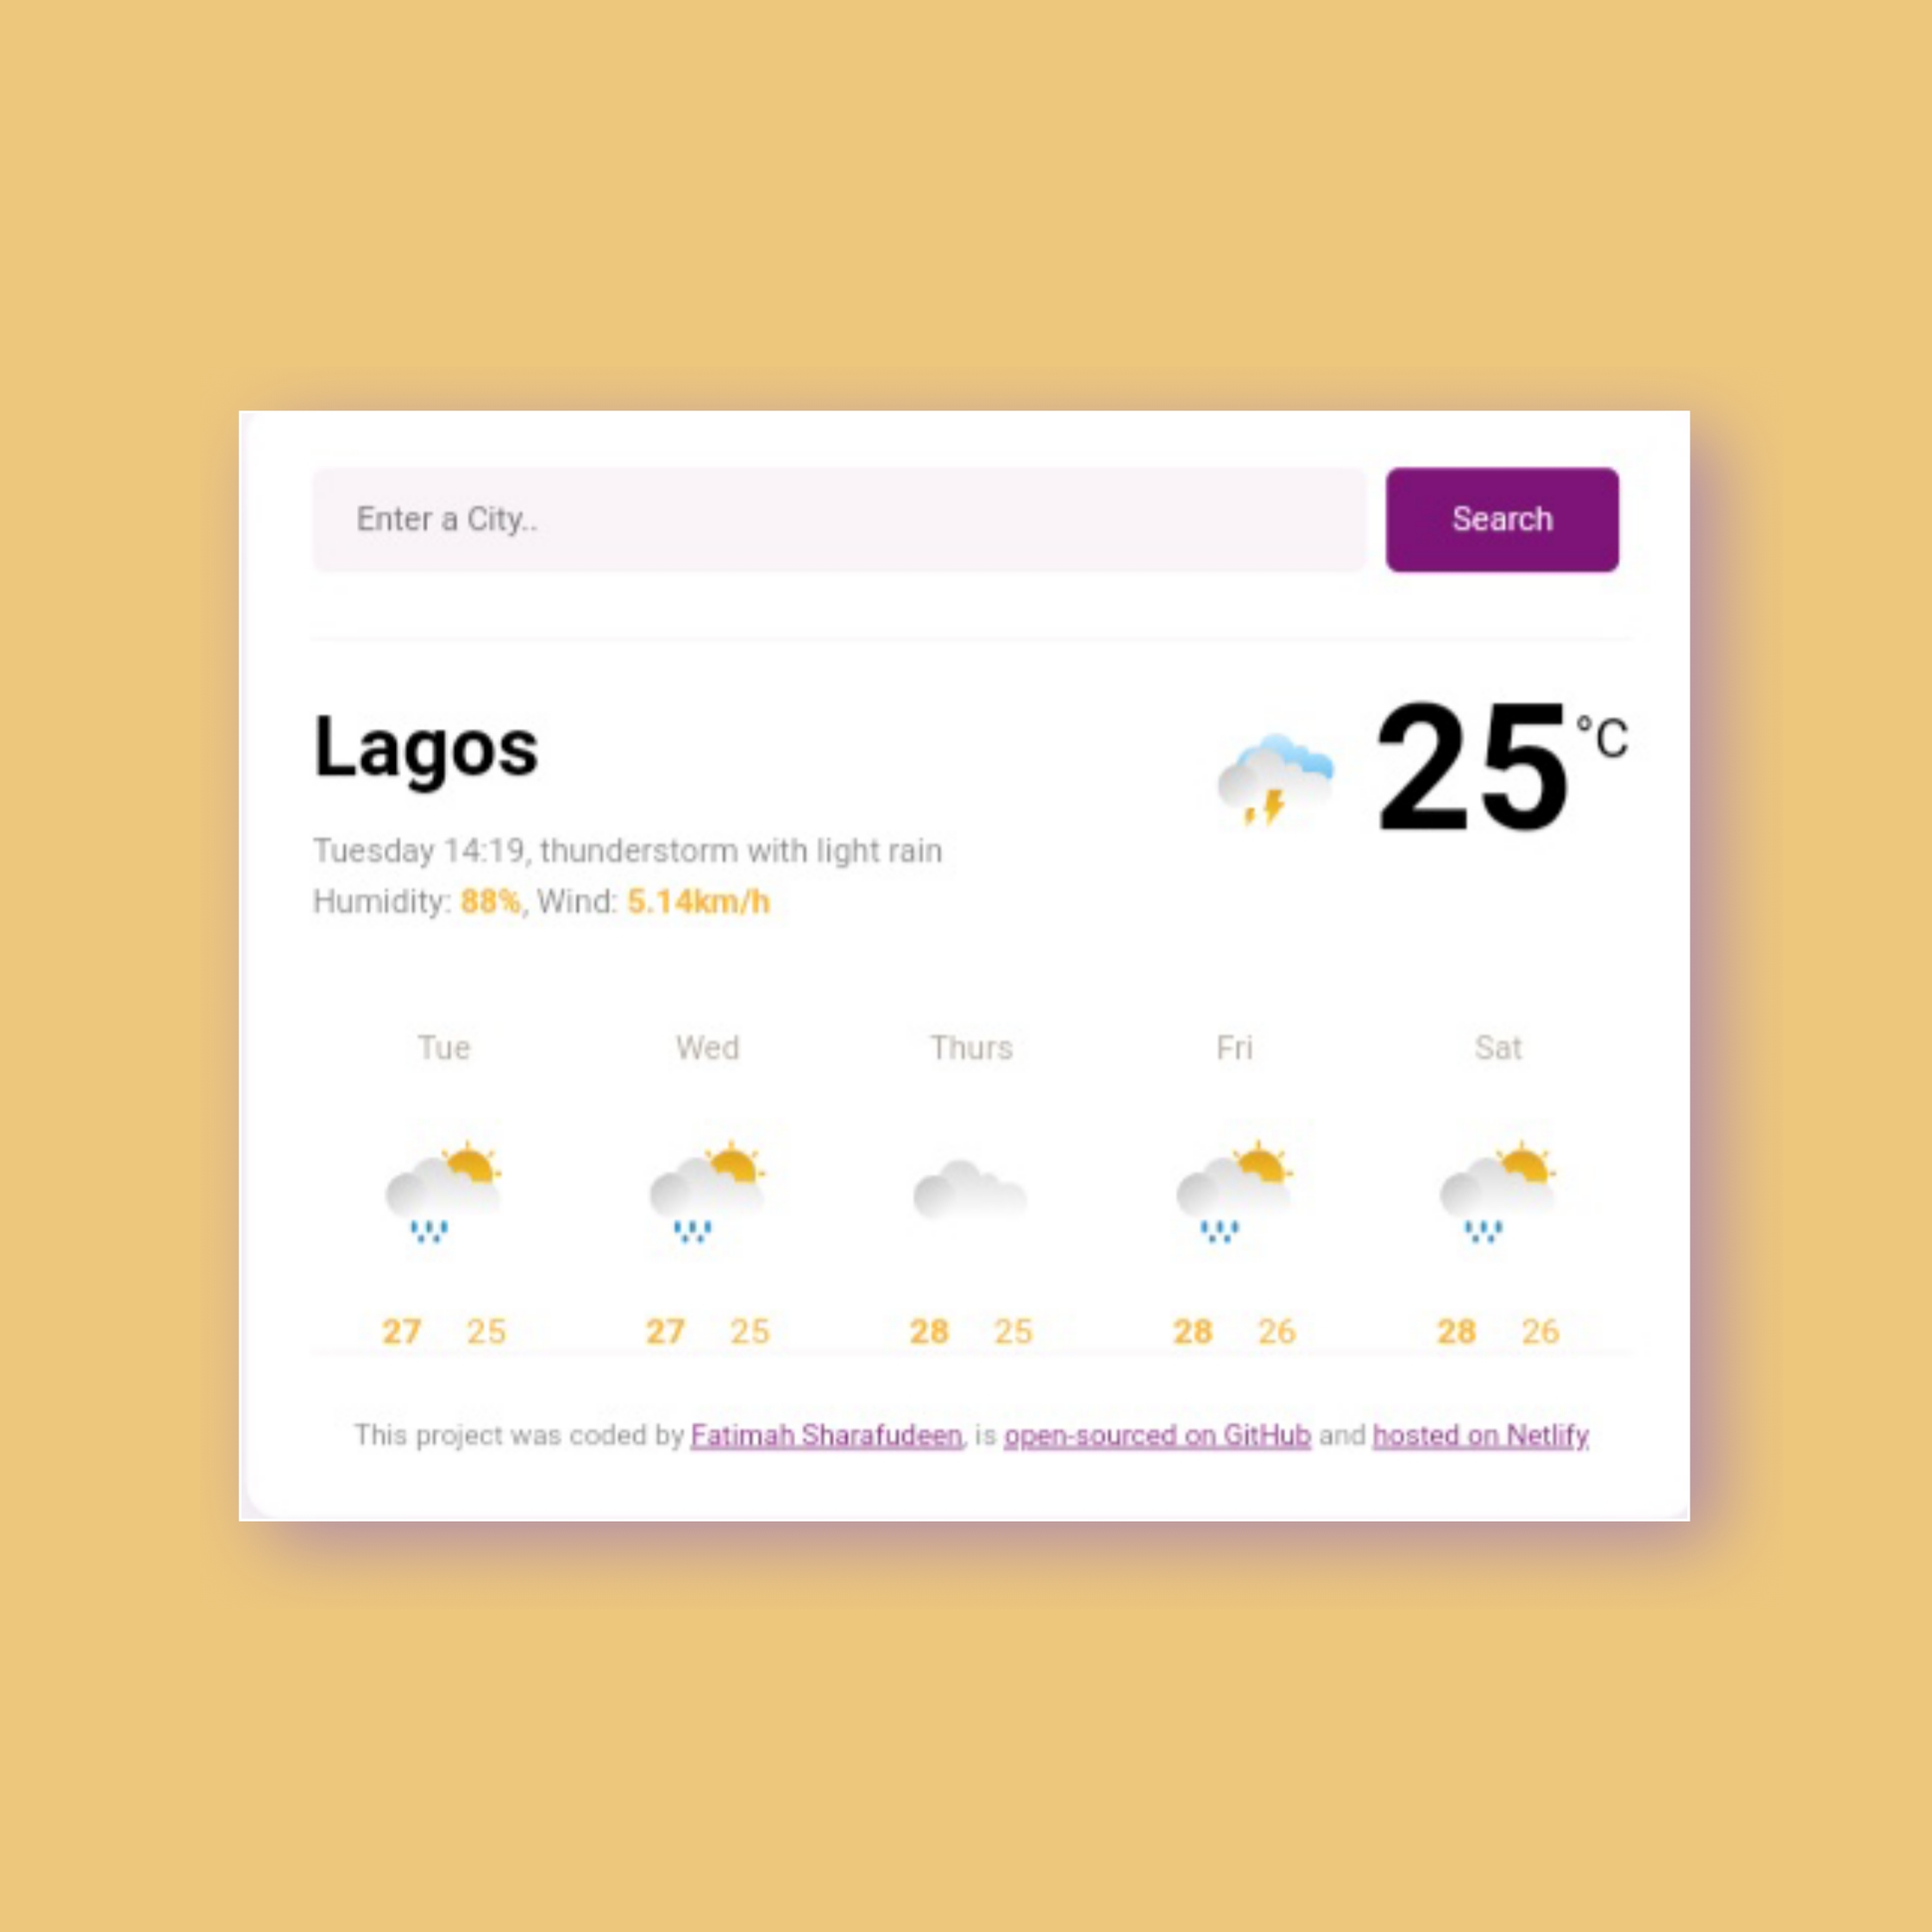 Enter a City..
Search
Lagos
25°C
Tuesday 14:19, thunderstorm with light rain
Humidity: 88%, Wind: 5.14km/h
Tue Wed Thurs Fri Sat
27 25 27 25 28 25 28 26 28 26
This project was coded by Fatimah Sharafudeen, is open-sourced on GitHub and hosted on Netlify